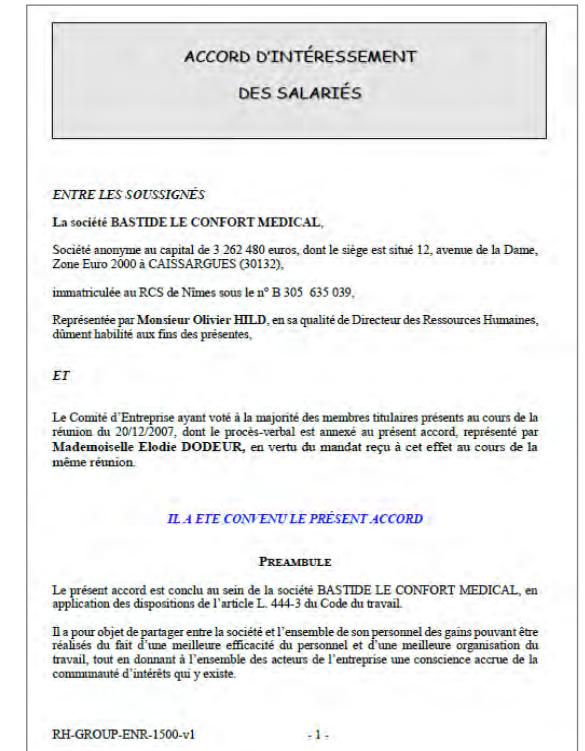 ACCORD D'INTÉRESSEMENT
DES SALARIÉS
ENTRE LES SOUSSIGNÉS
La société BASTIDE LE CONFORT MEDICAL,
Société anonyme au capital de 3 262 480 euros, dont le siège est situé 12, avenue de la Dame,
Zone Euro 2000 à CAISSARGUES (30132),
immatriculée au RCS de Nîmes sous le n° B 305 635 039,
Représentée par Monsieur Olivier HILD, en sa qualité de Directeur des Ressources Humaines,
dûment habilité aux fins des présentes,
ET
Le Comité d'Entreprise ayant voté à la majorité des membres titulaires présents au cours de la
réunion du 20/12/2007, dont le procès-verbal est annexé au présent accord, représenté par
Mademoiselle Elodie DODEUR, en vertu du mandat reçu à cet effet au cours de la
même réunion.
IL A ETE CONVENU LE PRÉSENT ACCORD
PREAMBULE
Le présent accord est conclu au sein de la société BASTIDE LE CONFORT MEDICAL, en
application des dispositions de l'article L. 444-3 du Code du travail.
Il a pour objet de partager entre la société et l'ensemble de son personnel des gains pouvant être
réalisés du fait d'une meilleure efficacité du personnel et d'une meilleure organisation du
travail, tout en donnant à l'ensemble des acteurs de l'entreprise une conscience accrue de la
communauté d'intérêts qui y existe.
RH-GROUP-ENR-1500-v1 - 1 -